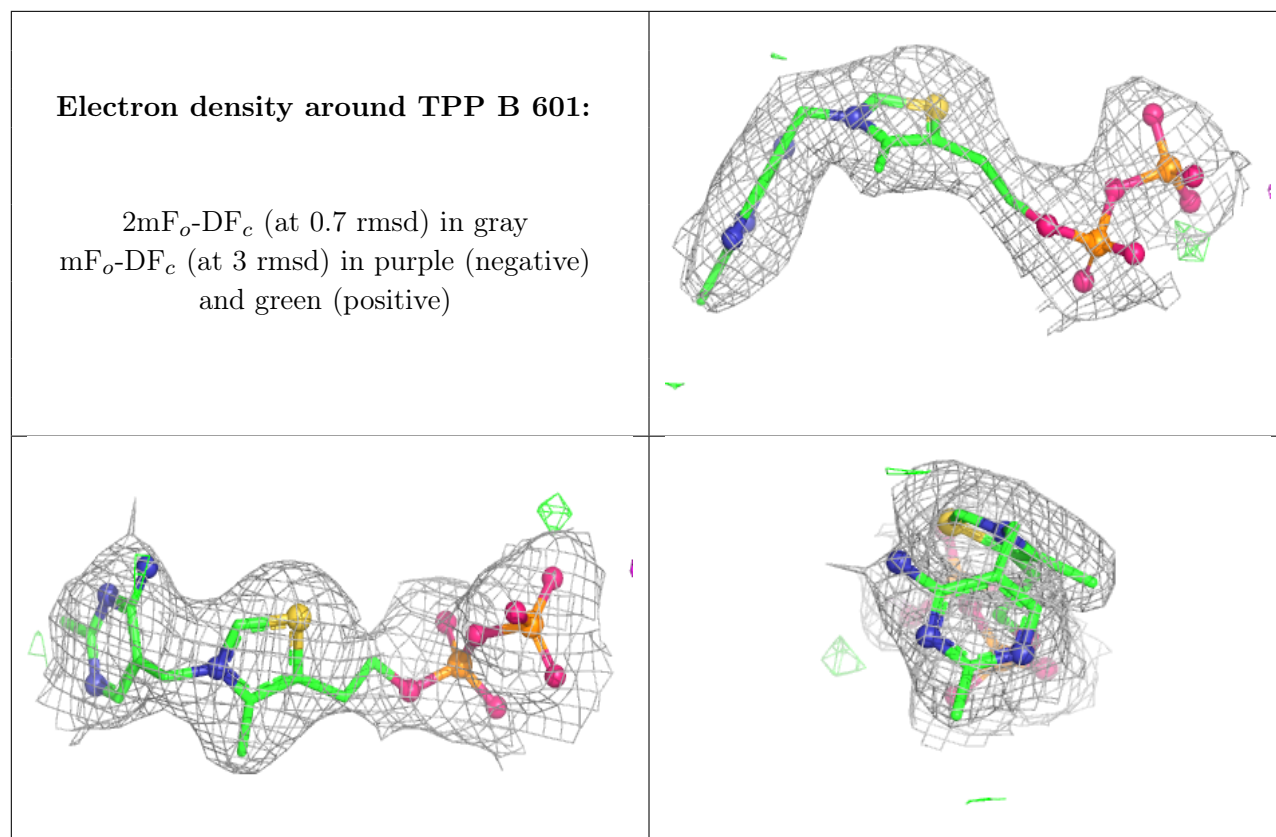 Electron density around TPP B 601:
2mF𝑜-DF𝑐 (at 0.7 rmsd) in gray
mF𝑜-DF𝑐 (at 3 rmsd) in purple (negative)
and green (positive)